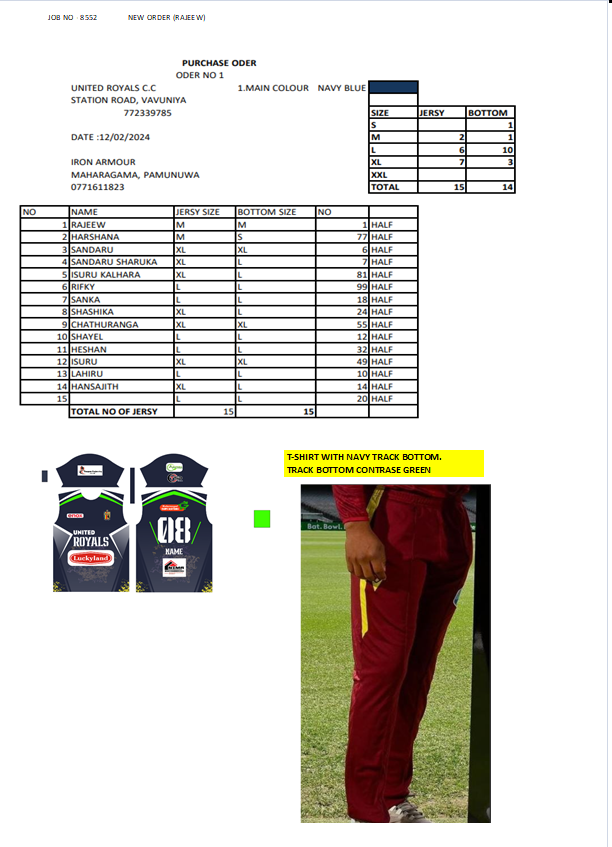 JOB NO - 8552 NEW ORDER (RAJEEW)
PURCHASE ODER
ODER NO 1
UNITED ROYALS C.C 1.MAIN COLOUR NAVY BLUE
STATION ROAD, VAVUNIYA
772339785
DATE :12/02/2024
IRON ARMOUR
MAHARAGAMA, PAMUNUWA
0771611823
SIZE JERSY BOTTOM
S 1
M 2 1
L 6 10
XL 7 3
XXL
TOTAL 15 14
NO NAME JERSY SIZE BOTTOM SIZE NO
1 RAJEEW M M 1 HALF
2 HARSHANA M S 77 HALF
3 SANDARU XL XL 6 HALF
4 SANDARU SHARUKA XL L 7 HALF
5 ISURU KALHARA XL L 81 HALF
6 RIFKY L L 99 HALF
7 SANKA L L 18 HALF
8 SHASHIKA XL L 24 HALF
9 CHATHURANGA XL XL 55 HALF
10 SHAYEL L L 12 HALF
11 HESHAN L L 32 HALF
12 ISURU XL XL 49 HALF
13 LAHIRU L L 10 HALF
14 HANSAJITH XL L 14 HALF
15 L L 20 HALF
TOTAL NO OF JERSY 15 15
T-SHIRT WITH NAVY TRACK BOTTOM.
TRACK BOTTOM CONTRASE GREEN
UNITED
ROYALS
Luckyland
08
NAME
Bat. Bowl.